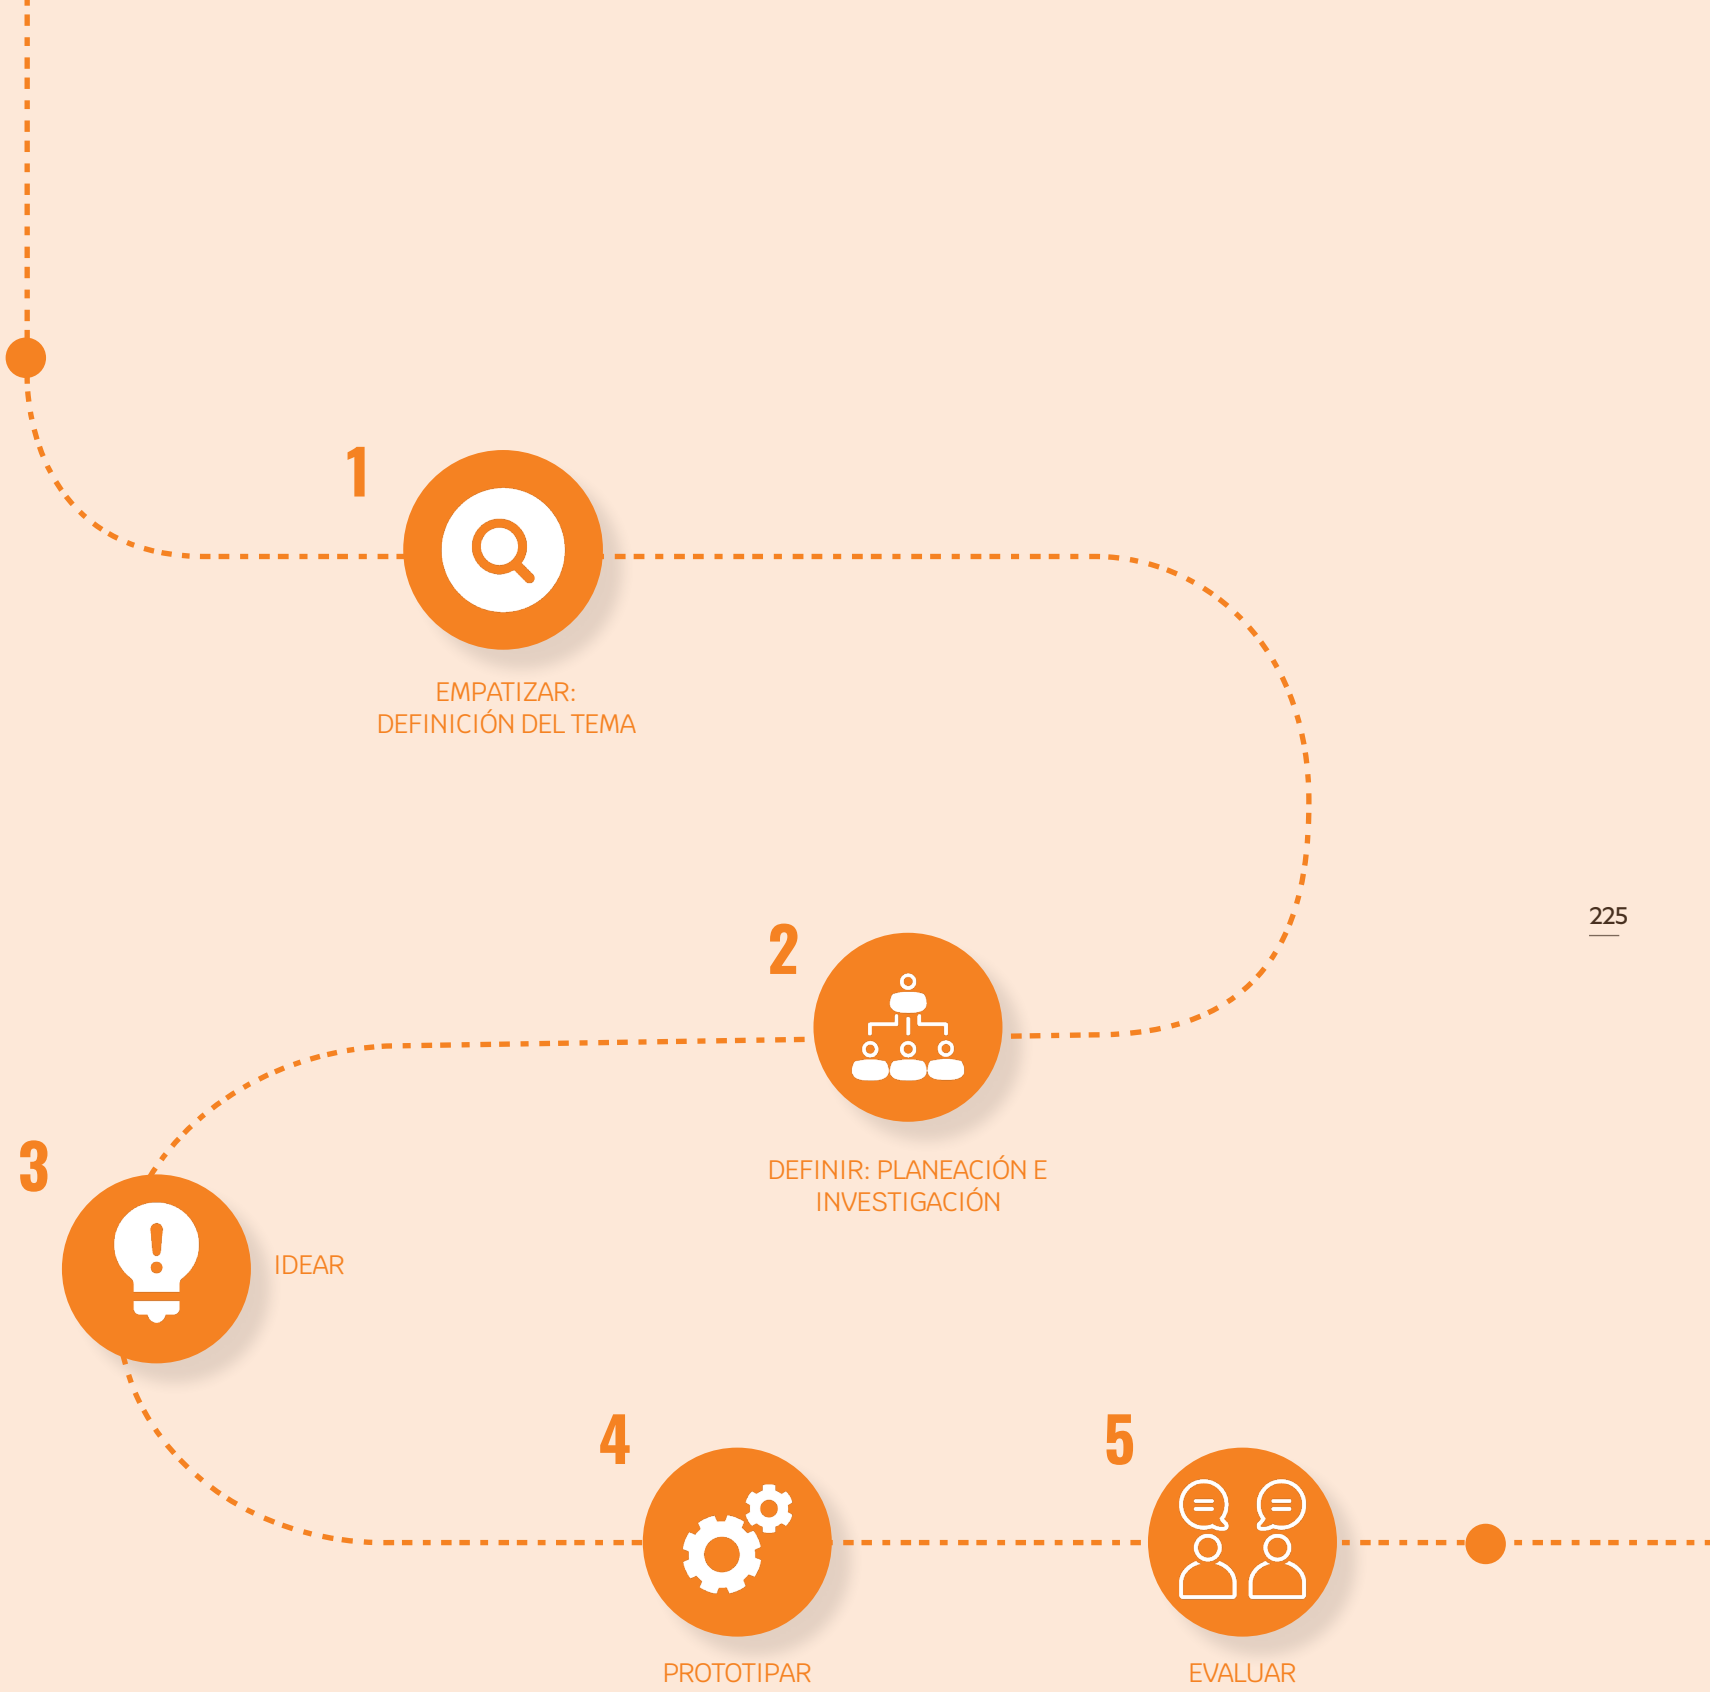 1
EMPATIZAR:
DEFINICIÓN DEL TEMA
225
2
DEFINIR: PLANEACIÓN E
INVESTIGACIÓN
3
IDEAR
4
PROTOTIPAR
5
EVALUAR